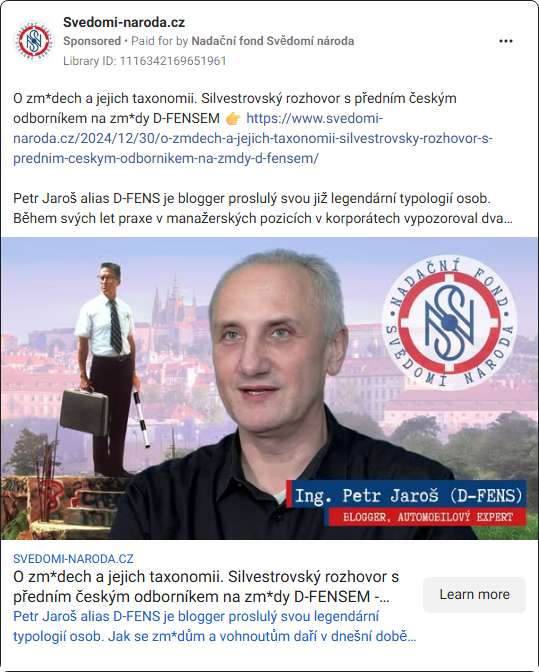 Svedomi-naroda.cz
Sponsored • Paid for by Nadační fond Svědomí národa
Library ID: 1116342169651961
O zm*dech a jejich taxonomii. Silvestrovský rozhovor s předním českým
odborníkem na zm*dy D-FENSEM 👉 https://www.svedomi-
naroda.cz/2024/12/30/o-zmdech-a-jejich-taxonomii-silvestrovsky-rozhovor-s-
prednim-ceskym-odbornikem-na-zmdy-d-fensem/
Petr Jaroš alias D-FENS je blogger proslulý svou již legendární typologií osob.
Během svých let praxe v manažerských pozicích v korporátech vypozoroval dva…
NADAČNÍ FOND
SVĚDOMÍ NÁRODA
Ing. Petr Jaroš (D-FENS)
BLOGGER, AUTOMOBILOVÝ EXPERT
SVEDOMI-NARODA.CZ
O zm*dech a jejich taxonomii. Silvestrovský rozhovor s
předním českým odborníkem na zm*dy D-FENSEM -…
Petr Jaroš alias D-FENS je blogger proslulý svou legendární
typologií osob. Jak se zm*dům a vohnoutům daří v dnešní době…
Learn more